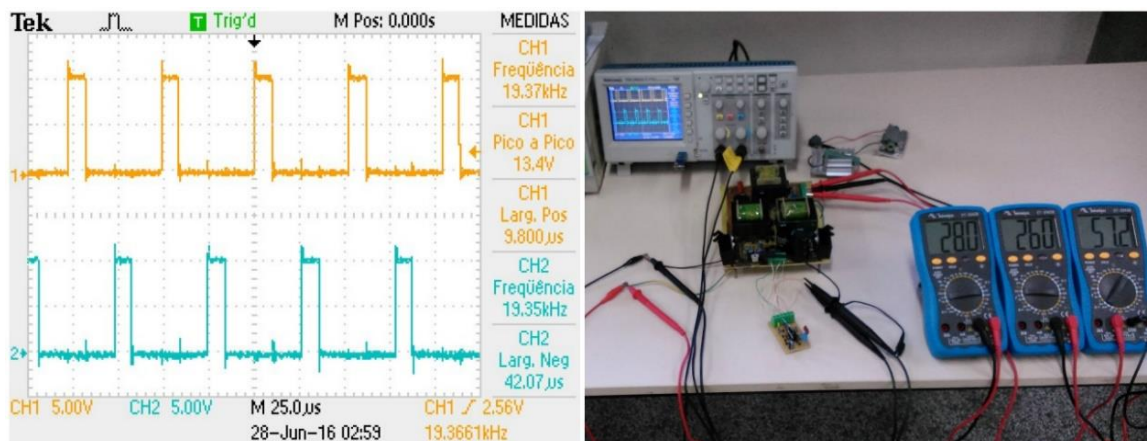 Tek T Trig'd M Pos: 0.000s MEDIDAS
CH1
Freqüência
19.37kHz
CH1
Pico a Pico
13.4V
CH1
Larg. Pos
9.800µs
CH2
Freqüência
19.35kHz
CH2
Larg. Neg
42.07µs
1
2
CH1 5.00V CH2 5.00V M 25.0µs CH1 2.56V
28-Jun-16 02:59 19.3661kHz
28.0
26.0
57.2